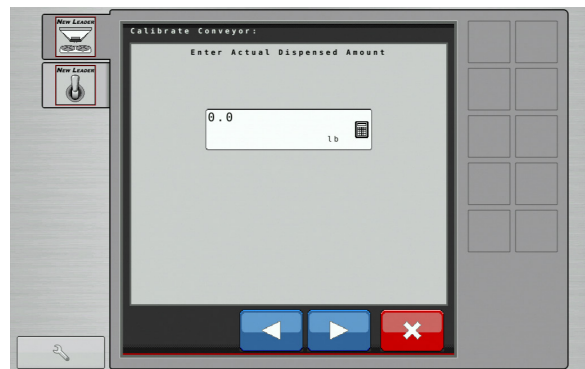 NEW LEADER
NEW LEADER
Calibrate Conveyor:
Enter Actual Dispensed Amount
0.0
lb